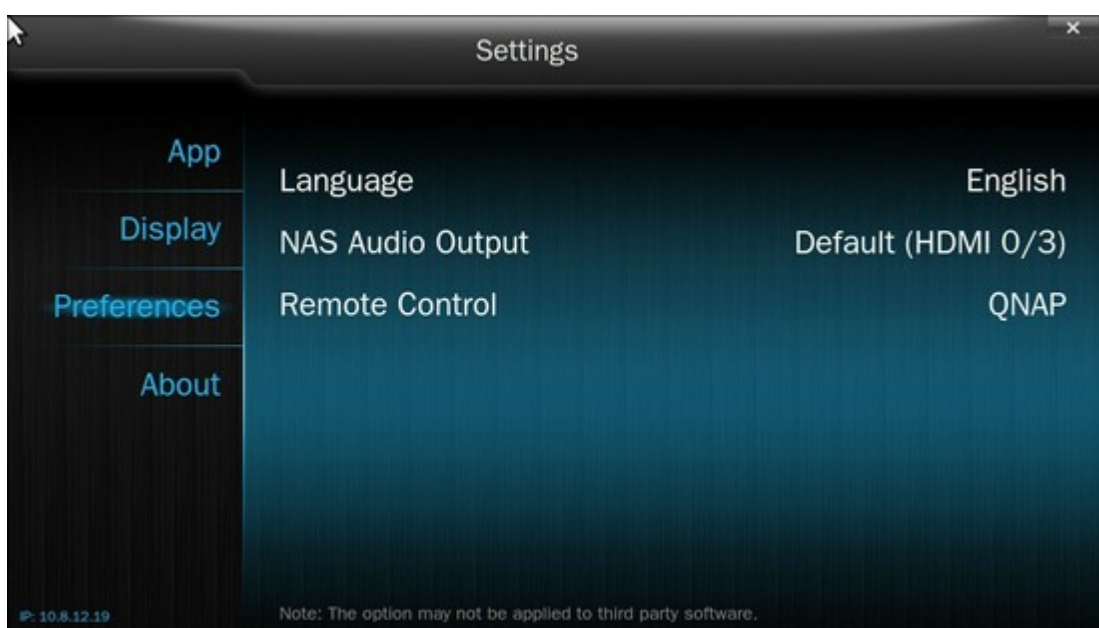 Settings
×
App
Display
Preferences
About
Language English
NAS Audio Output Default (HDMI 0/3)
Remote Control QNAP
IP: 10.8.12.19
Note: The option may not be applied to third party software.